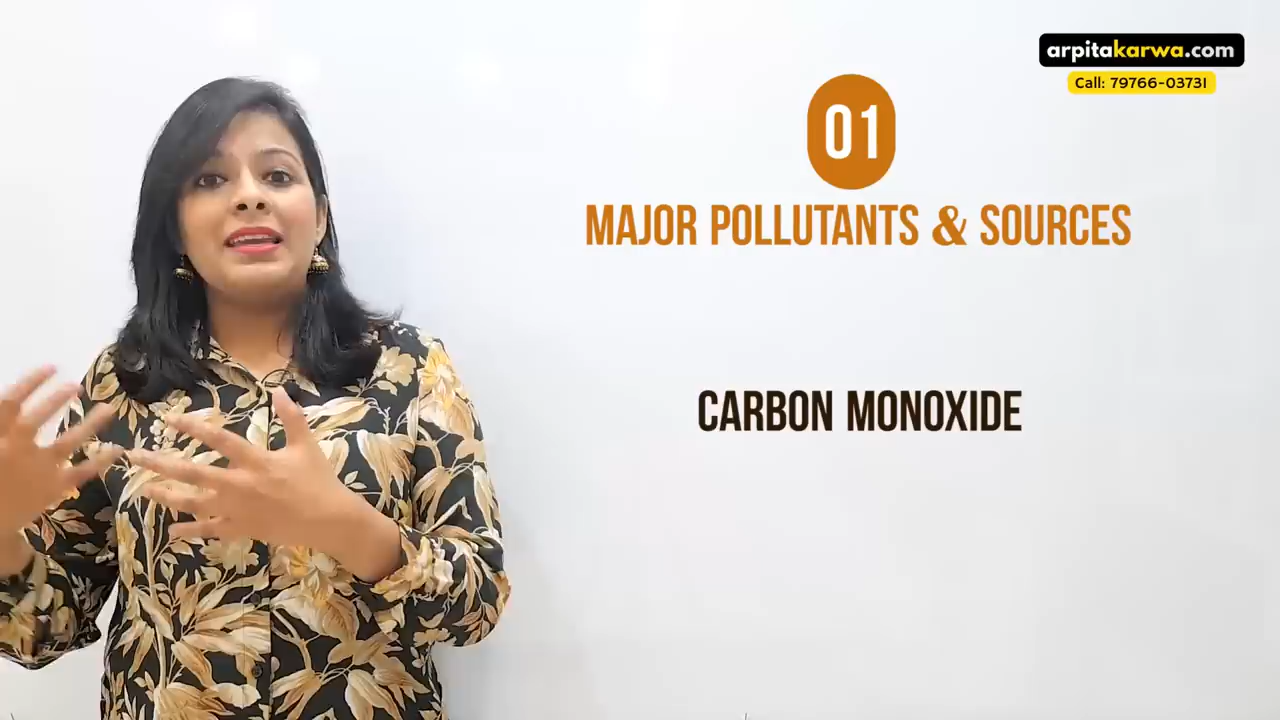 arpitakarwa.com
Call: 79766-03731
01
MAJOR POLLUTANTS & SOURCES
CARBON MONOXIDE